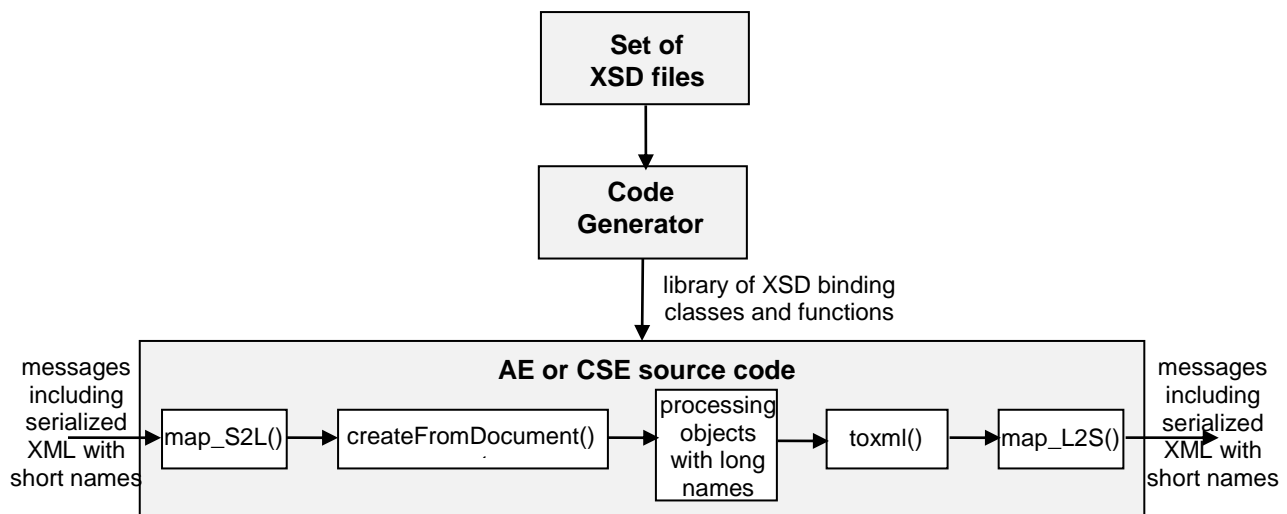 Set of
XSD files
Code
Generator
library of XSD binding
classes and functions
messages
including
serialized
XML with
short names
AE or CSE source code
map_S2L()
createFromDocument()
processing
objects
with long
names
toxml()
map_L2S()
messages
including
serialized
XML with
short names